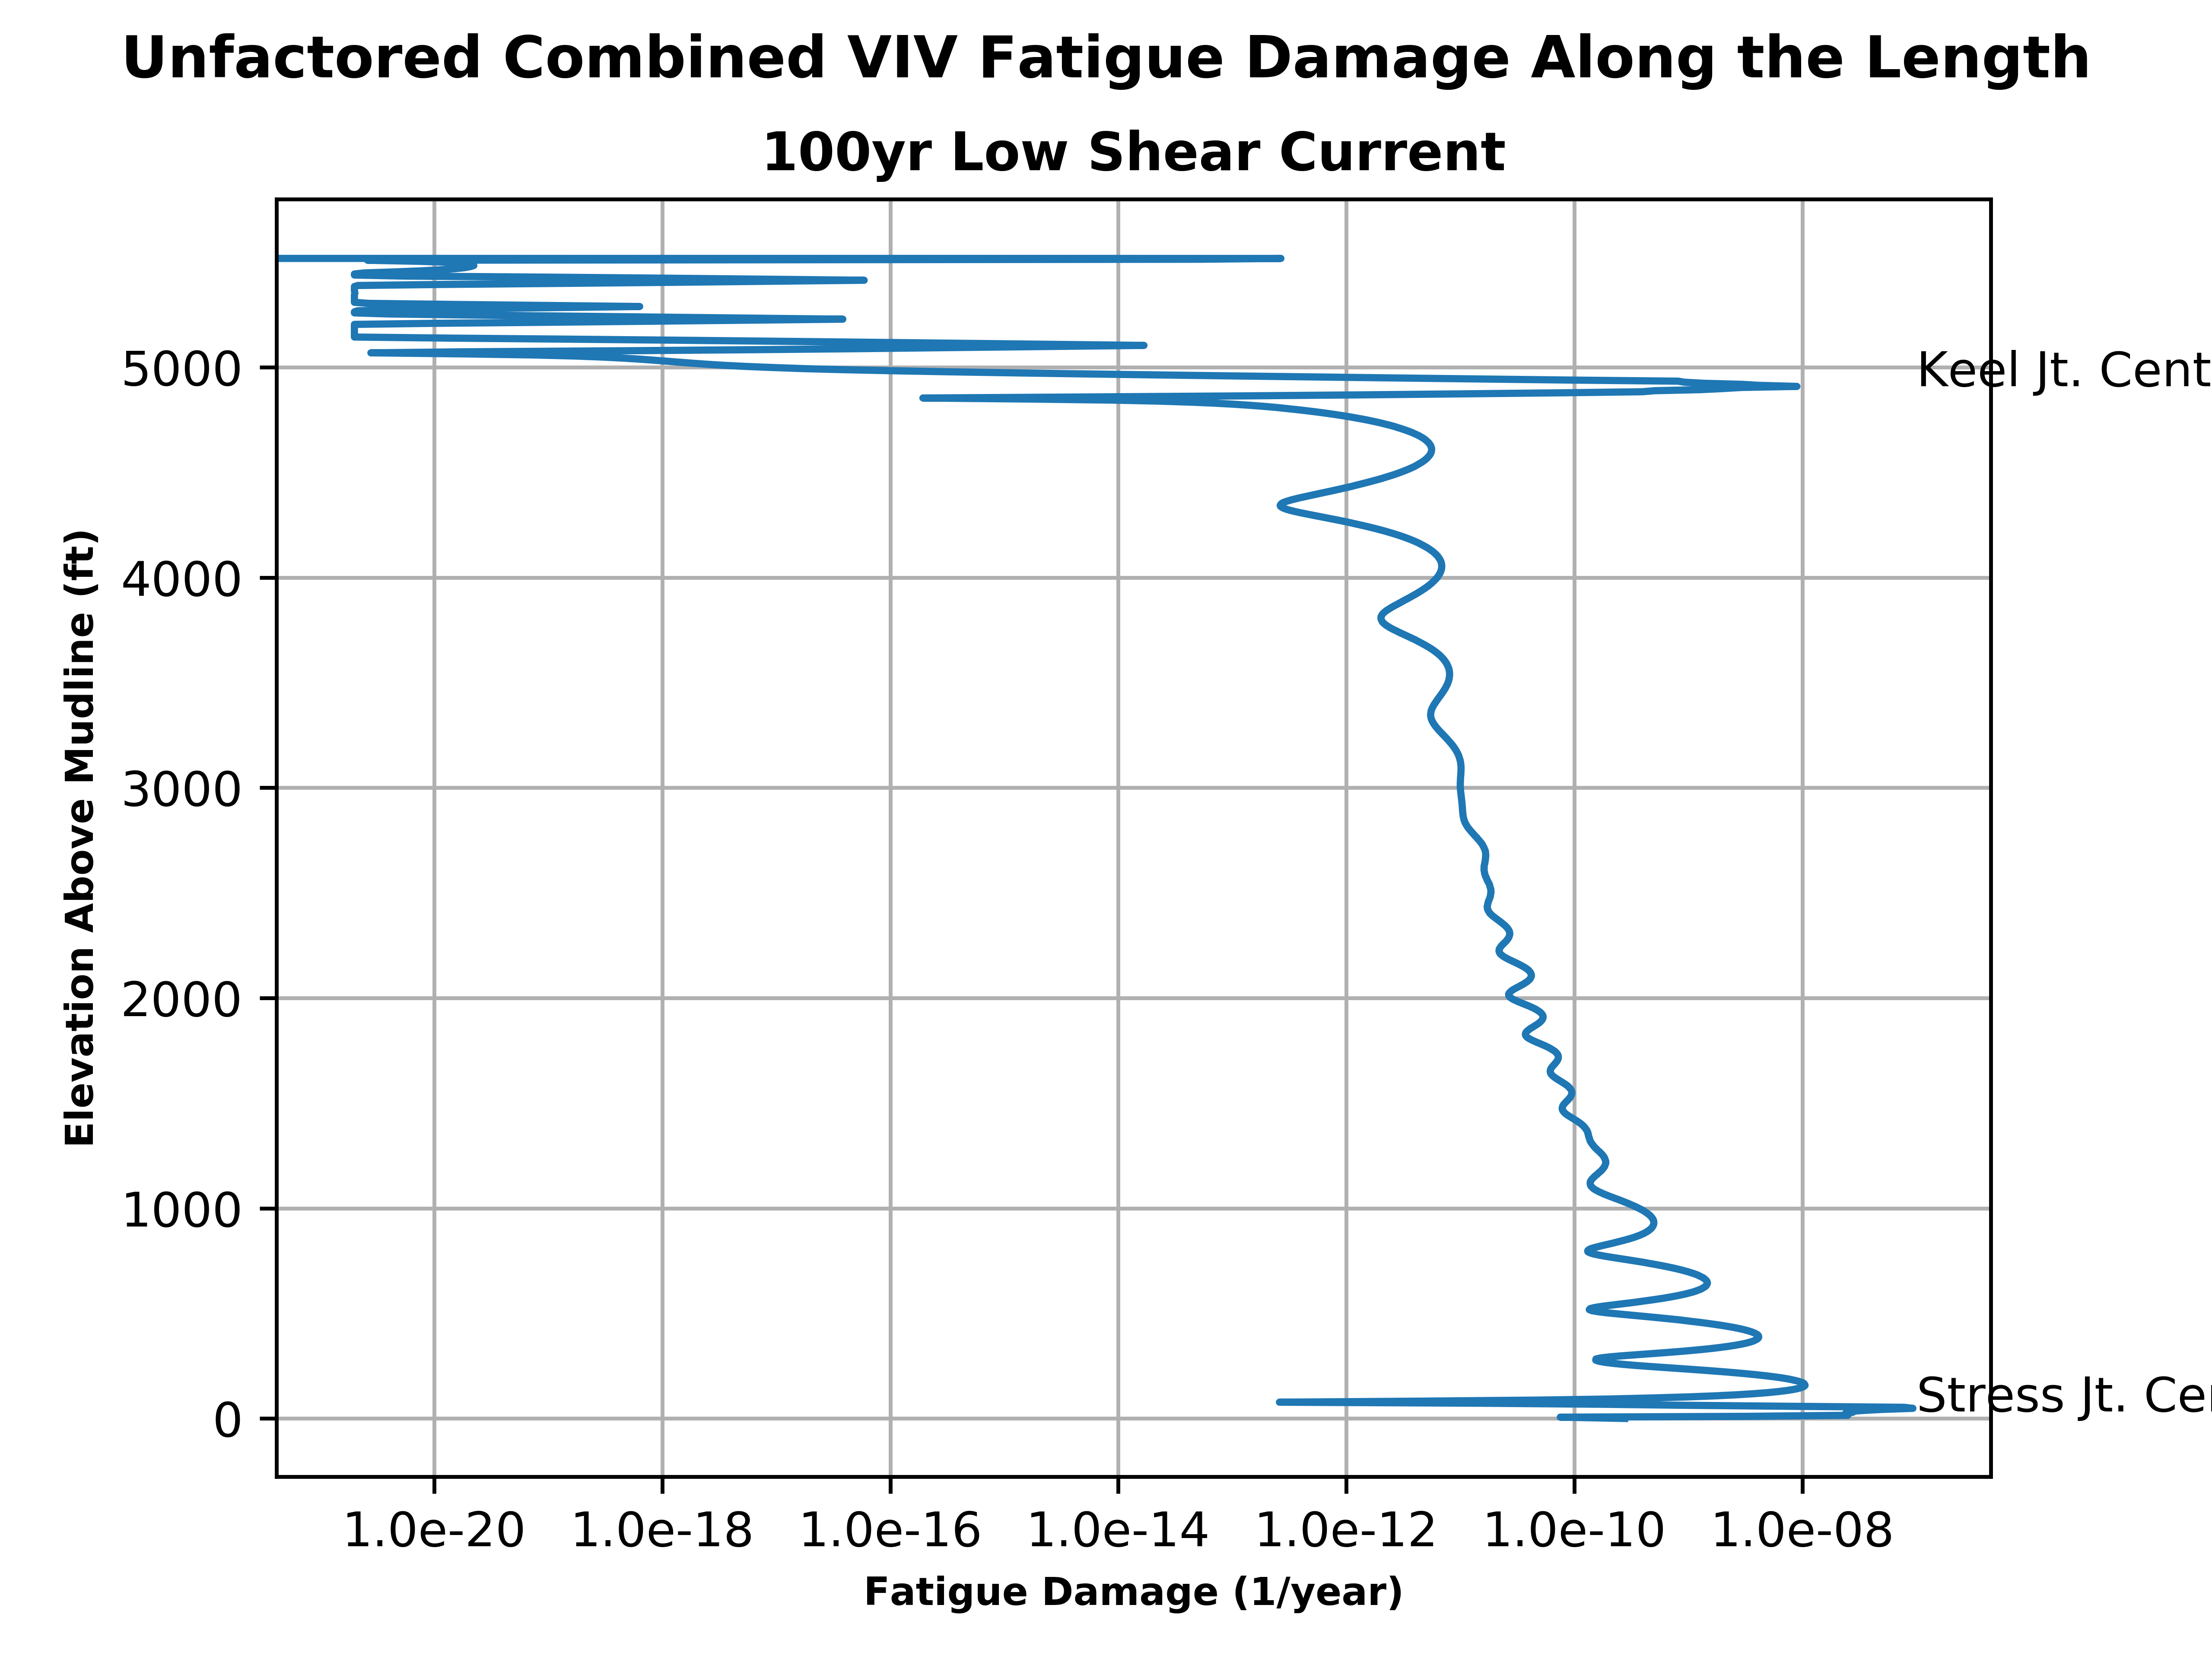 Unfactored Combined VIV Fatigue Damage Along the Length
100yr Low Shear Current
Elevation Above Mudline (ft)
5000
4000
3000
2000
1000
0
Keel Jt. Cent
Stress Jt. Cer
1.0e-20 1.0e-18 1.0e-16 1.0e-14 1.0e-12 1.0e-10 1.0e-08
Fatigue Damage (1/year)